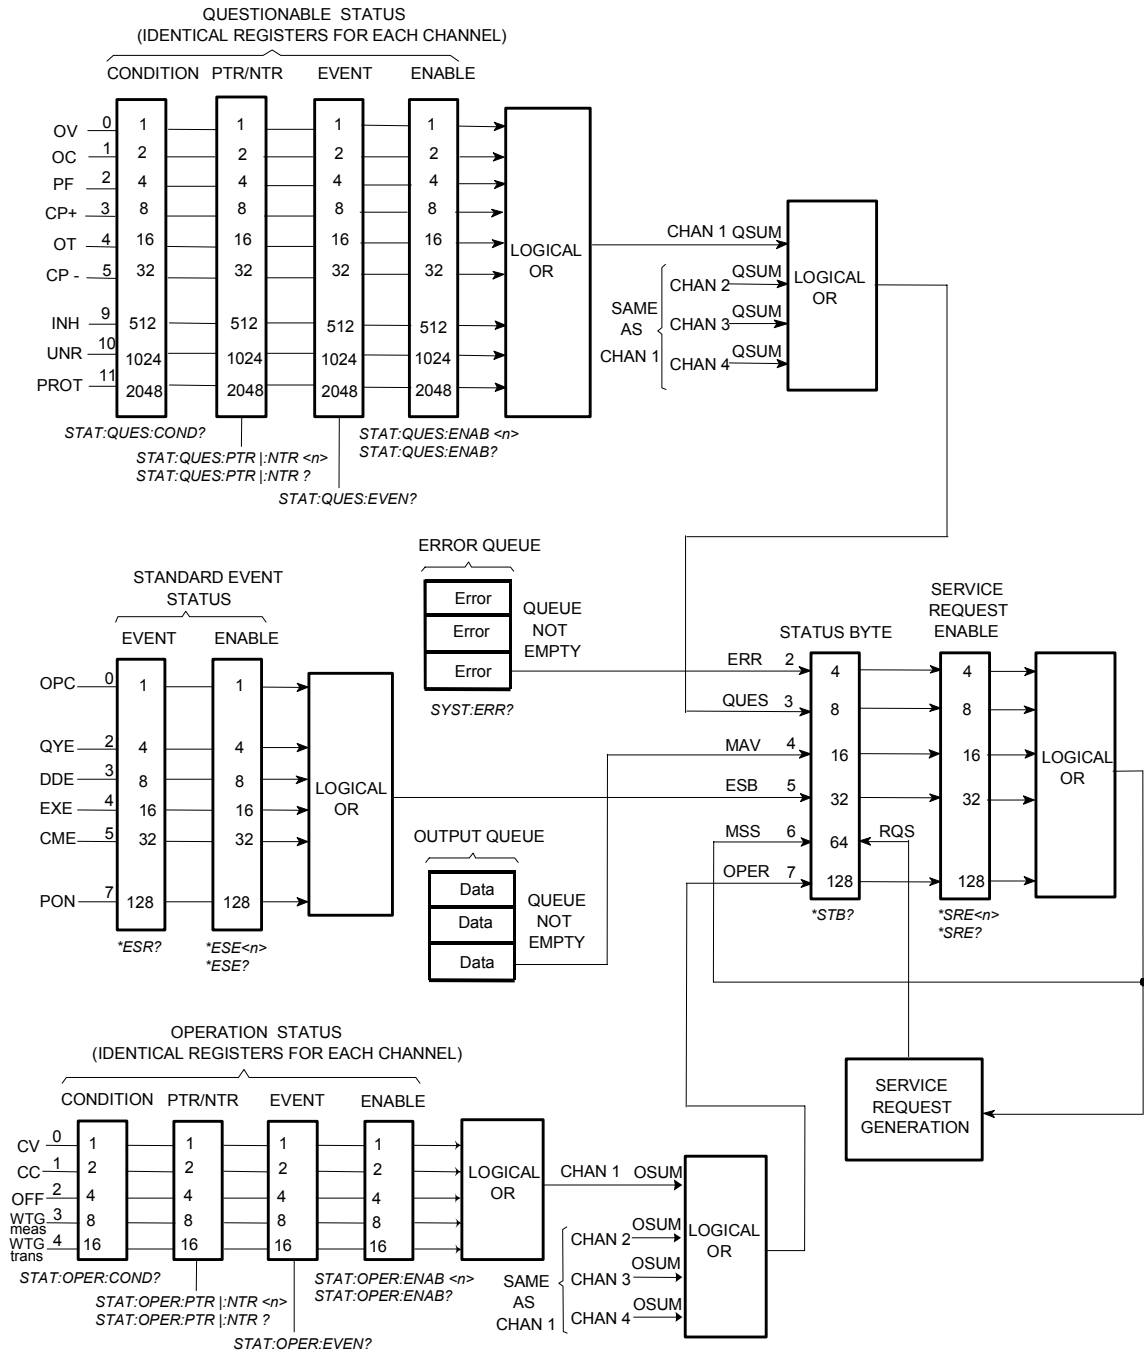 QUESTIONABLE STATUS
(IDENTICAL REGISTERS FOR EACH CHANNEL)
CONDITION PTR/NTR EVENT ENABLE
OV 0 1 1 1 1
OC 1 2 2 2 2
PF 2 4 4 4 4
CP+ 3 8 8 8 8
OT 4 16 16 16 16
CP - 5 32 32 32 32
INH 9 512 512 512 512
UNR 10 1024 1024 1024 1024
PROT 11 2048 2048 2048 2048
LOGICAL
OR
STAT:QUES:COND?
STAT:QUES:PTR |:NTR <n>
STAT:QUES:PTR |:NTR ?
STAT:QUES:EVEN?
STAT:QUES:ENAB <n>
STAT:QUES:ENAB?
CHAN 1 QSUM
CHAN 2 QSUM
CHAN 3 QSUM
CHAN 4 QSUM
SAME
AS
CHAN 1
LOGICAL
OR
ERROR QUEUE
Error
Error
Error
QUEUE
NOT
EMPTY
SYST:ERR?
STANDARD EVENT
STATUS
EVENT ENABLE
OPC 0 1 1
QYE 2 4 4
DDE 3 8 8
EXE 4 16 16
CME 5 32 32
PON 7 128 128
LOGICAL
OR
*ESR?
*ESE<n>
*ESE?
OUTPUT QUEUE
Data
Data
Data
QUEUE
NOT
EMPTY
STATUS BYTE
SERVICE
REQUEST
ENABLE
ERR 2 4 4
QUES 3 8 8
MAV 4 16 16
ESB 5 32 32
MSS 6 64 RQS
OPER 7 128 128
LOGICAL
OR
*STB?
*SRE<n>
*SRE?
SERVICE
REQUEST
GENERATION
OPERATION STATUS
(IDENTICAL REGISTERS FOR EACH CHANNEL)
CONDITION PTR/NTR EVENT ENABLE
CV 0 1 1 1 1
CC 1 2 2 2 2
OFF 2 4 4 4 4
WTG meas 3 8 8 8 8
WTG trans 4 16 16 16 16
LOGICAL
OR
STAT:OPER:COND?
STAT:OPER:PTR |:NTR <n>
STAT:OPER:PTR |:NTR ?
STAT:OPER:EVEN?
STAT:OPER:ENAB <n>
STAT:OPER:ENAB?
CHAN 1 OSUM
CHAN 2 OSUM
CHAN 3 OSUM
CHAN 4 OSUM
SAME
AS
CHAN 1
LOGICAL
OR